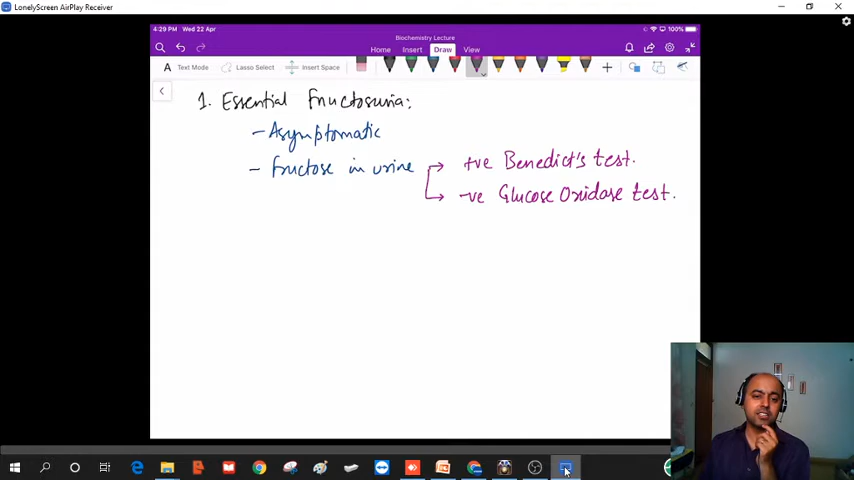 LonelyScreen AirPlay Receiver
4:29 PM Wed 22 Apr
100%
Biochemistry Lecture
Home Insert Draw View
A Text Mode Lasso Select Insert Space
1. Essential Fructosuria:
- Asymptomatic
- Fructose in urine → +ve Benedict's test.
→ -ve Glucose Oxidase test.